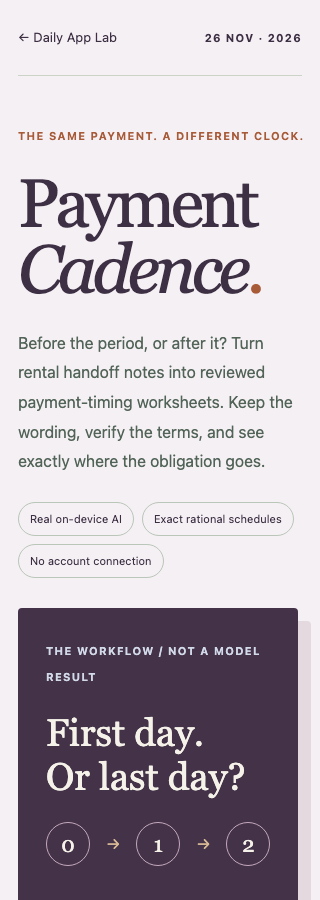 ← Daily App Lab
26 NOV · 2026
THE SAME PAYMENT. A DIFFERENT CLOCK.
Payment
Cadence.
Before the period, or after it? Turn
rental handoff notes into reviewed
payment-timing worksheets. Keep the
wording, verify the terms, and see
exactly where the obligation goes.
Real on-device AI
Exact rational schedules
No account connection
THE WORKFLOW / NOT A MODEL
RESULT
First day.
Or last day?
0 → 1 → 2